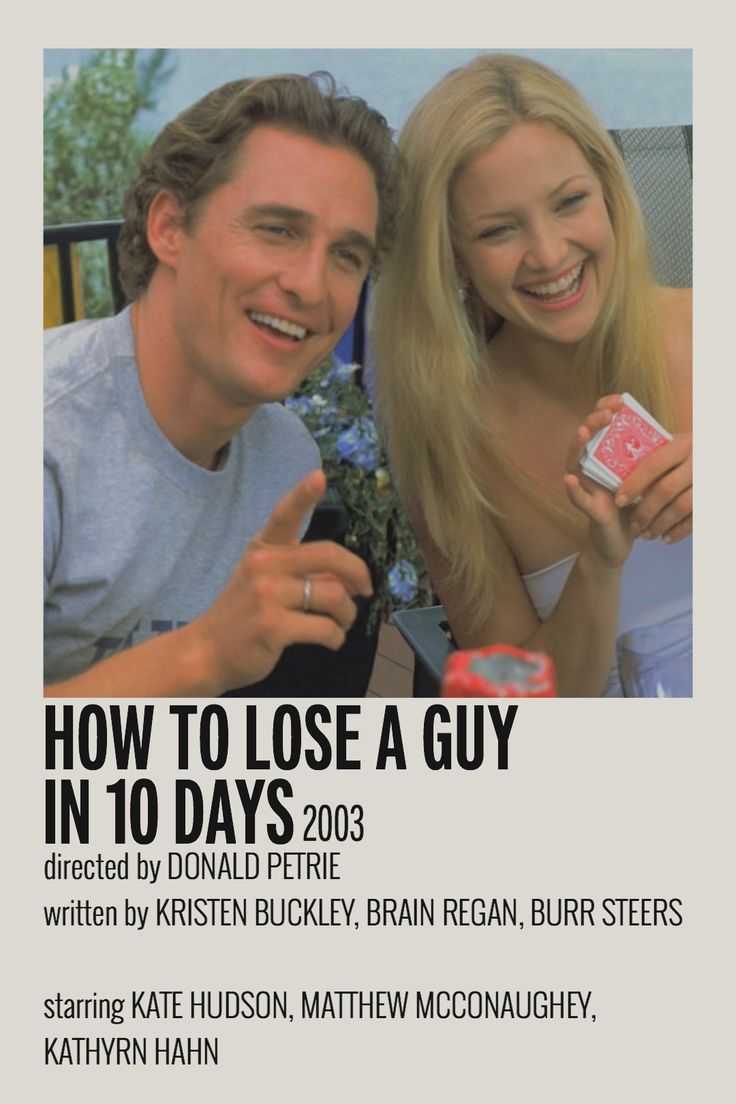 HOW TO LOSE A GUY
IN 10 DAYS 2003
directed by DONALD PETRIE
written by KRISTEN BUCKLEY, BRAIN REGAN, BURR STEERS
starring KATE HUDSON, MATTHEW MCCONAUGHEY,
KATHYRN HAHN